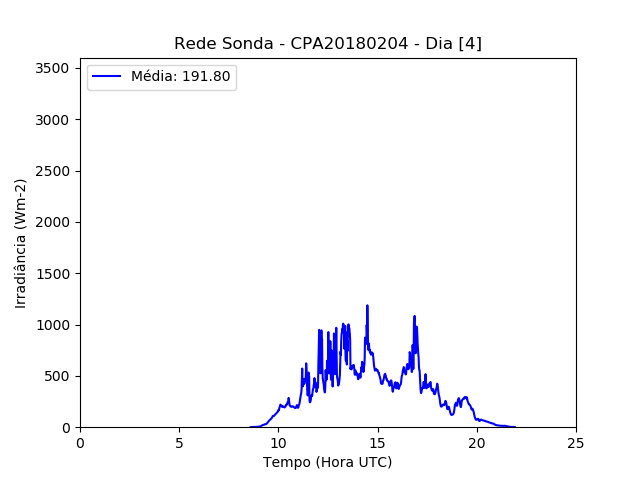 Rede Sonda - CPA20180204 - Dia [4]
Média: 191.80
Irradiância (Wm-2)
3500
3000
2500
2000
1500
1000
500
0
0 5 10 15 20 25
Tempo (Hora UTC)